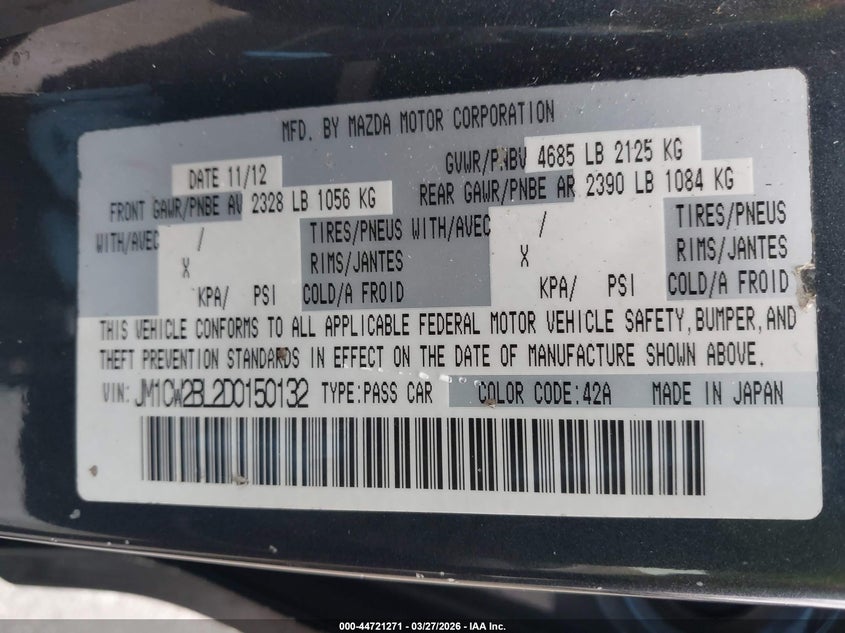 MFD. BY MAZDA MOTOR CORPORATION
DATE 11/12 GVWR/PNBV 4685 LB 2125 KG
FRONT GAWR/PNBE AV 2328 LB 1056 KG REAR GAWR/PNBE AR 2390 LB 1084 KG
WITH/AVEC / TIRES/PNEUS WITH/AVEC / TIRES/PNEUS
X RIMS/JANTES X RIMS/JANTES
KPA/ PSI COLD/A FROID KPA/ PSI COLD/A FROID
THIS VEHICLE CONFORMS TO ALL APPLICABLE FEDERAL MOTOR VEHICLE SAFETY, BUMPER, AND
THEFT PREVENTION STANDARDS IN EFFECT ON THE DATE OF MANUFACTURE SHOWN ABOVE.
VIN: JM1CW2BL2D0150132 TYPE:PASS CAR COLOR CODE:42A MADE IN JAPAN
000-44721271 - 03/27/2026 - IAA Inc.